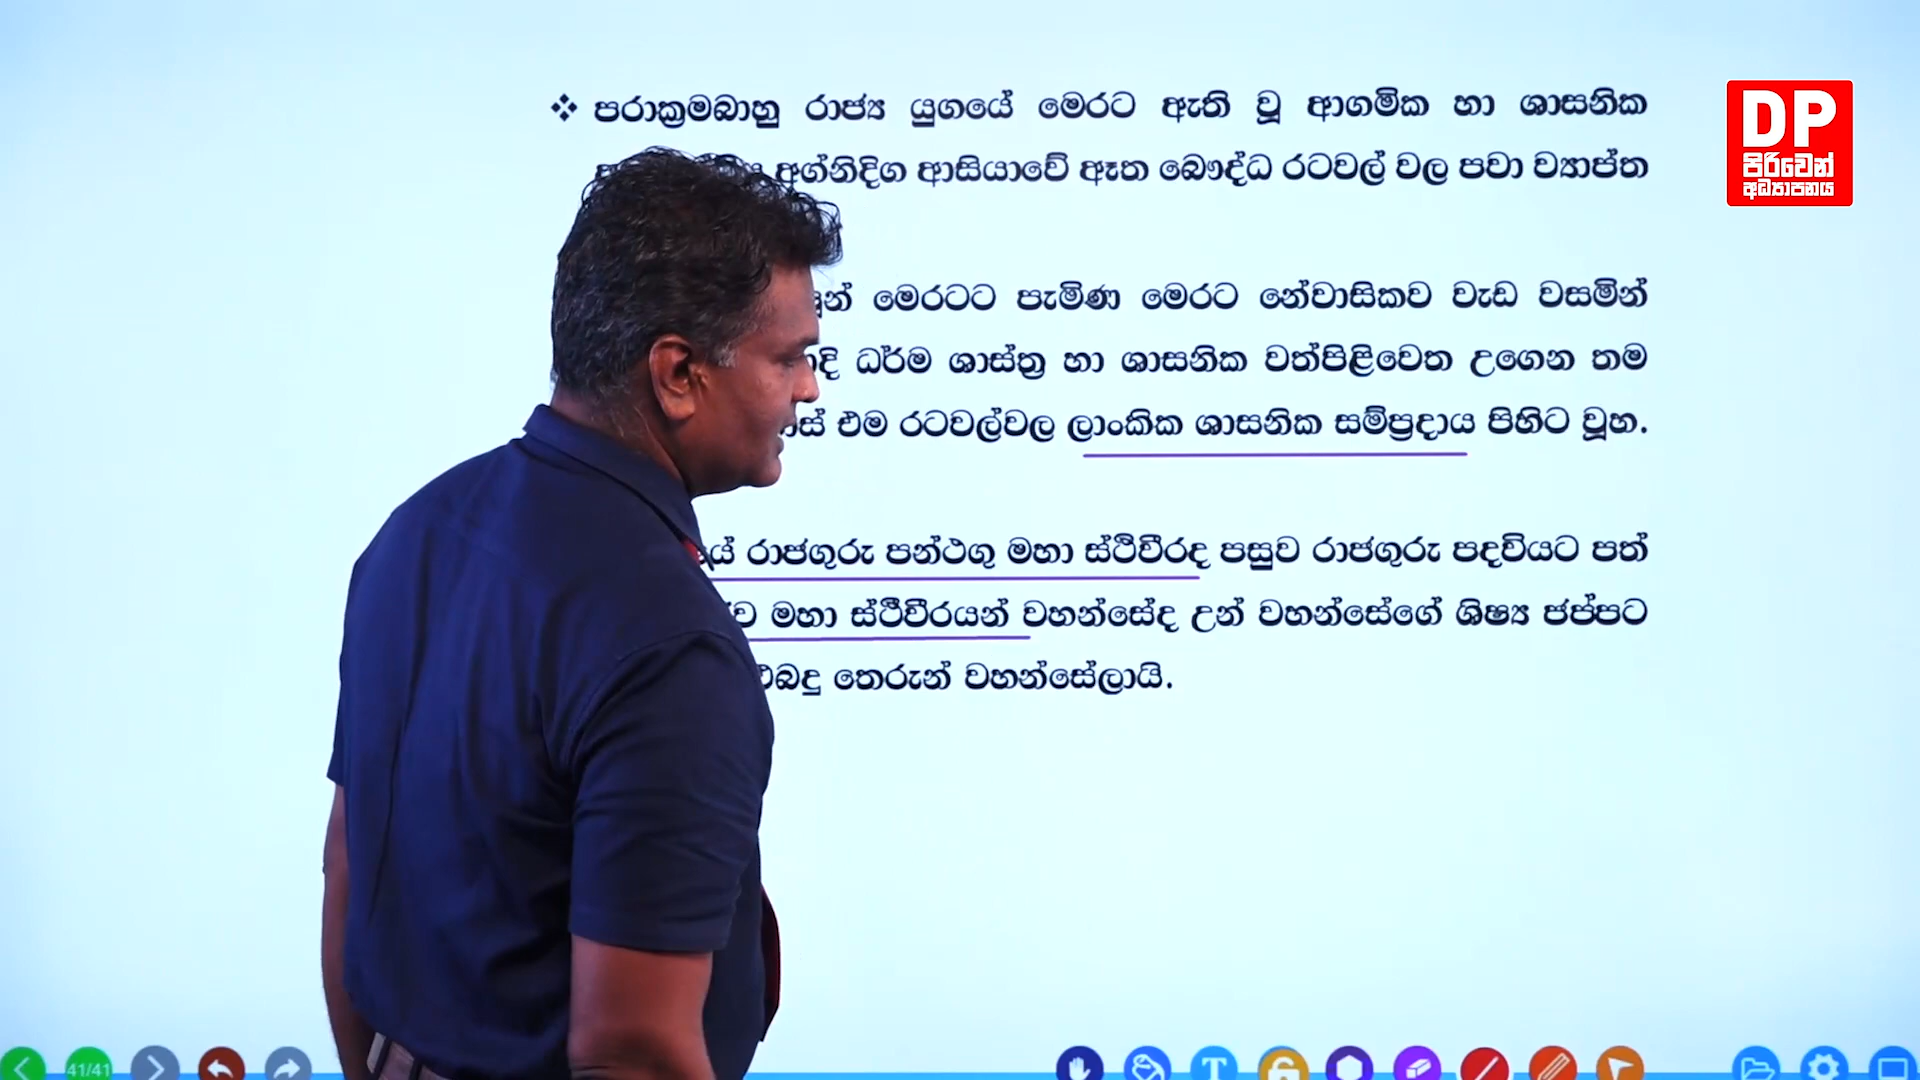 ❖ පරාක්‍රමබාහු රාජ්‍ය යුගයේ මෙරට ඇති වූ ආගමික හා ශාසනික
අග්නිදිග ආසියාවේ ඈත බෞද්ධ රටවල් වල පවා ව්‍යාප්ත
මෙරටට පැමිණ මෙරට නේවාසිකව වැඩ වසමින්
ධර්ම ශාස්ත්‍ර හා ශාසනික වත්පිළිවෙත උගෙන තම
එම රටවල්වල ලාංකික ශාසනික සම්ප්‍රදාය පිහිට වූහ.
රාජගුරු පන්ථගු මහා ස්ථිවීරද පසුව රාජගුරු පදවියට පත්
මහා ස්ථීවීරයන් වහන්සේද උන් වහන්සේගේ ශිෂ්‍ය ජප්පට
තෙරුන් වහන්සේලායි.
DP
පිරිවෙන්
අධ්‍යාපනය
41/41
T